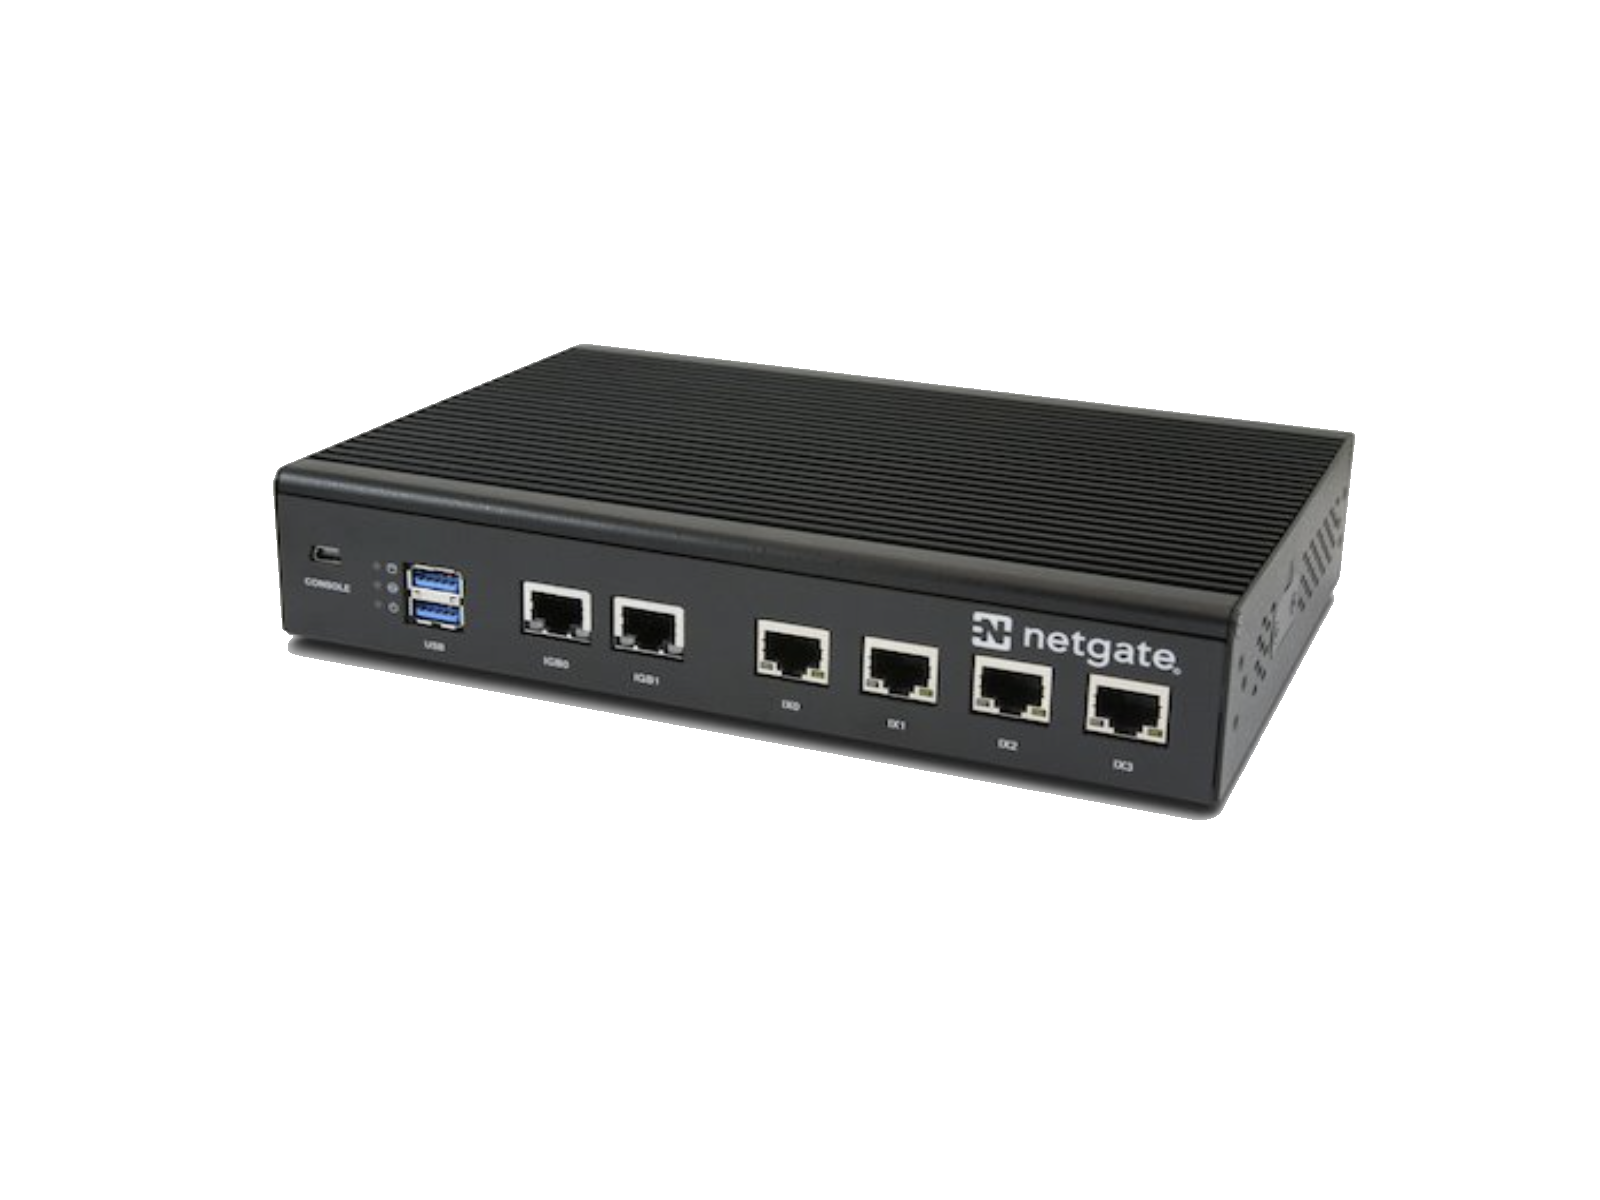 CONSOLE
USB
IGB0
IGB1
IX0
IX1
IX2
IX3
netgate®